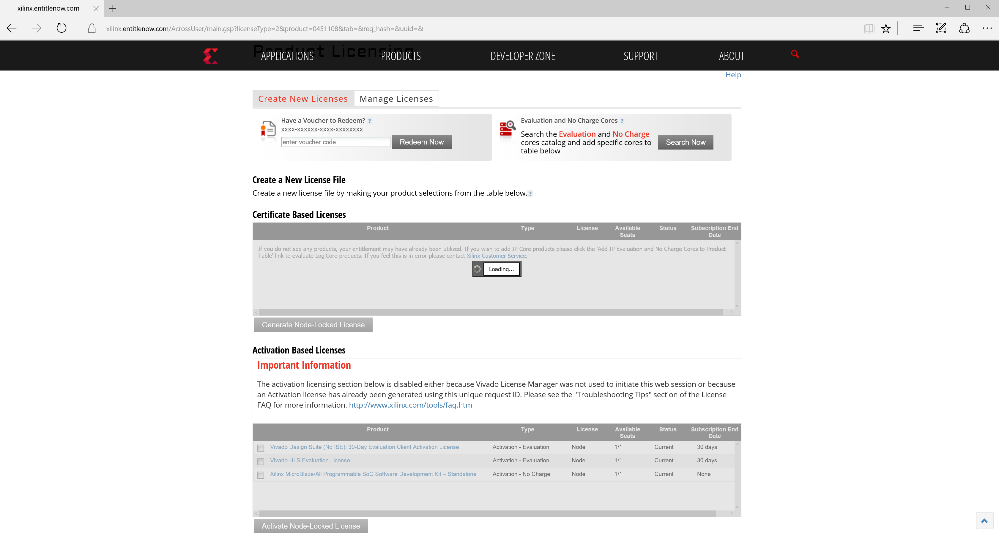 xilinx.entitlenow.com
xilinx.entitlenow.com/AcrossUser/main.gsp?licenseType=2&product=0451108&tab=&req_hash=&uuid=&
Product Licensing
APPLICATIONS PRODUCTS DEVELOPER ZONE SUPPORT ABOUT
Help
Create New Licenses Manage Licenses
Have a Voucher to Redeem? ?
xxxx-xxxxxx-xxxx-xxxxxxxx
enter voucher code Redeem Now
Evaluation and No Charge Cores ?
Search the Evaluation and No Charge
cores catalog and add specific cores to
table below
Search Now
Create a New License File
Create a new license file by making your product selections from the table below. ?
Certificate Based Licenses
Product Type License Available Seats Status Subscription End Date
If you do not see any products, your entitlement may have already been utilized. If you wish to add IP Core products please click the 'Add IP Evaluation and No Charge Cores to Product
Table' link to evaluate LogiCore products. If you feel this is in error please contact Xilinx Customer Service.
Loading...
Generate Node-Locked License
Activation Based Licenses
Important Information
The activation licensing section below is disabled either because Vivado License Manager was not used to initiate this web session or because
an Activation license has already been generated using this unique request ID. Please see the "Troubleshooting Tips" section of the License
FAQ for more information. http://www.xilinx.com/tools/faq.htm
Product Type License Available Seats Status Subscription End Date
Vivado Design Suite (No ISE): 30-Day Evaluation Client Activation License Activation - Evaluation Node 1/1 Current 30 days
Vivado HLS Evaluation License Activation - Evaluation Node 1/1 Current 30 days
Xilinx MicroBlaze/All Programmable SoC Software Development Kit – Standalone Activation - No Charge Node 1/1 Current None
Activate Node-Locked License